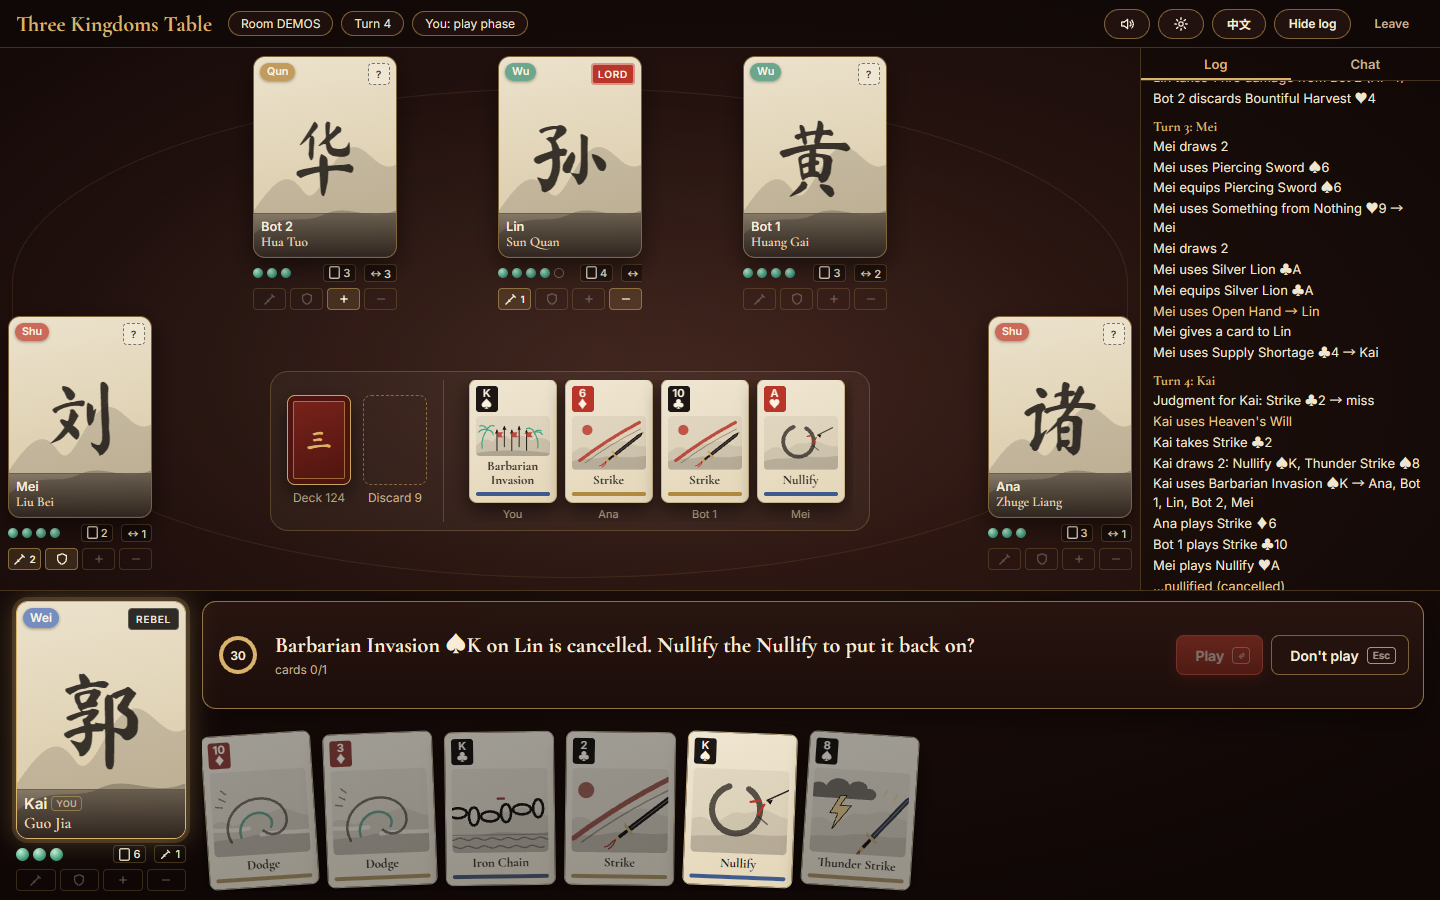 Three Kingdoms Table
Room DEMOS
Turn 4
You: play phase
中文
Hide log
Leave
Qun
?
华
Bot 2
Hua Tuo
3
↔3
+
−
Wu
LORD
孙
Lin
Sun Quan
4
↔
1
+
−
Wu
?
黄
Bot 1
Huang Gai
3
↔2
+
−
Shu
?
刘
Mei
Liu Bei
2
↔1
2
+
−
三
Deck 124
Discard 9
K
♠
Barbarian
Invasion
You
6
♦
Strike
Ana
10
♣
Strike
Bot 1
A
♥
Nullify
Mei
Shu
?
诸
Ana
Zhuge Liang
3
↔1
+
−
Log
Chat
Bot 2 discards Bountiful Harvest ♥4
Turn 3: Mei
Mei draws 2
Mei uses Piercing Sword ♠6
Mei equips Piercing Sword ♠6
Mei uses Something from Nothing ♥9 →
Mei
Mei draws 2
Mei uses Silver Lion ♣A
Mei equips Silver Lion ♣A
Mei uses Open Hand → Lin
Mei gives a card to Lin
Mei uses Supply Shortage ♣4 → Kai
Turn 4: Kai
Judgment for Kai: Strike ♣2 → miss
Kai uses Heaven's Will
Kai takes Strike ♣2
Kai draws 2: Nullify ♠K, Thunder Strike ♠8
Kai uses Barbarian Invasion ♠K → Ana, Bot
1, Lin, Bot 2, Mei
Ana plays Strike ♦6
Bot 1 plays Strike ♣10
Mei plays Nullify ♥A
...nullified (cancelled)
Wei
REBEL
郭
Kai YOU
Guo Jia
6
1
+
−
30
Barbarian Invasion ♠K on Lin is cancelled. Nullify the Nullify to put it back on?
cards 0/1
Play
Don't play Esc
10
♦
Dodge
3
♦
Dodge
K
♣
Iron Chain
2
♠
Strike
K
♠
Nullify
8
♠
Thunder Strike